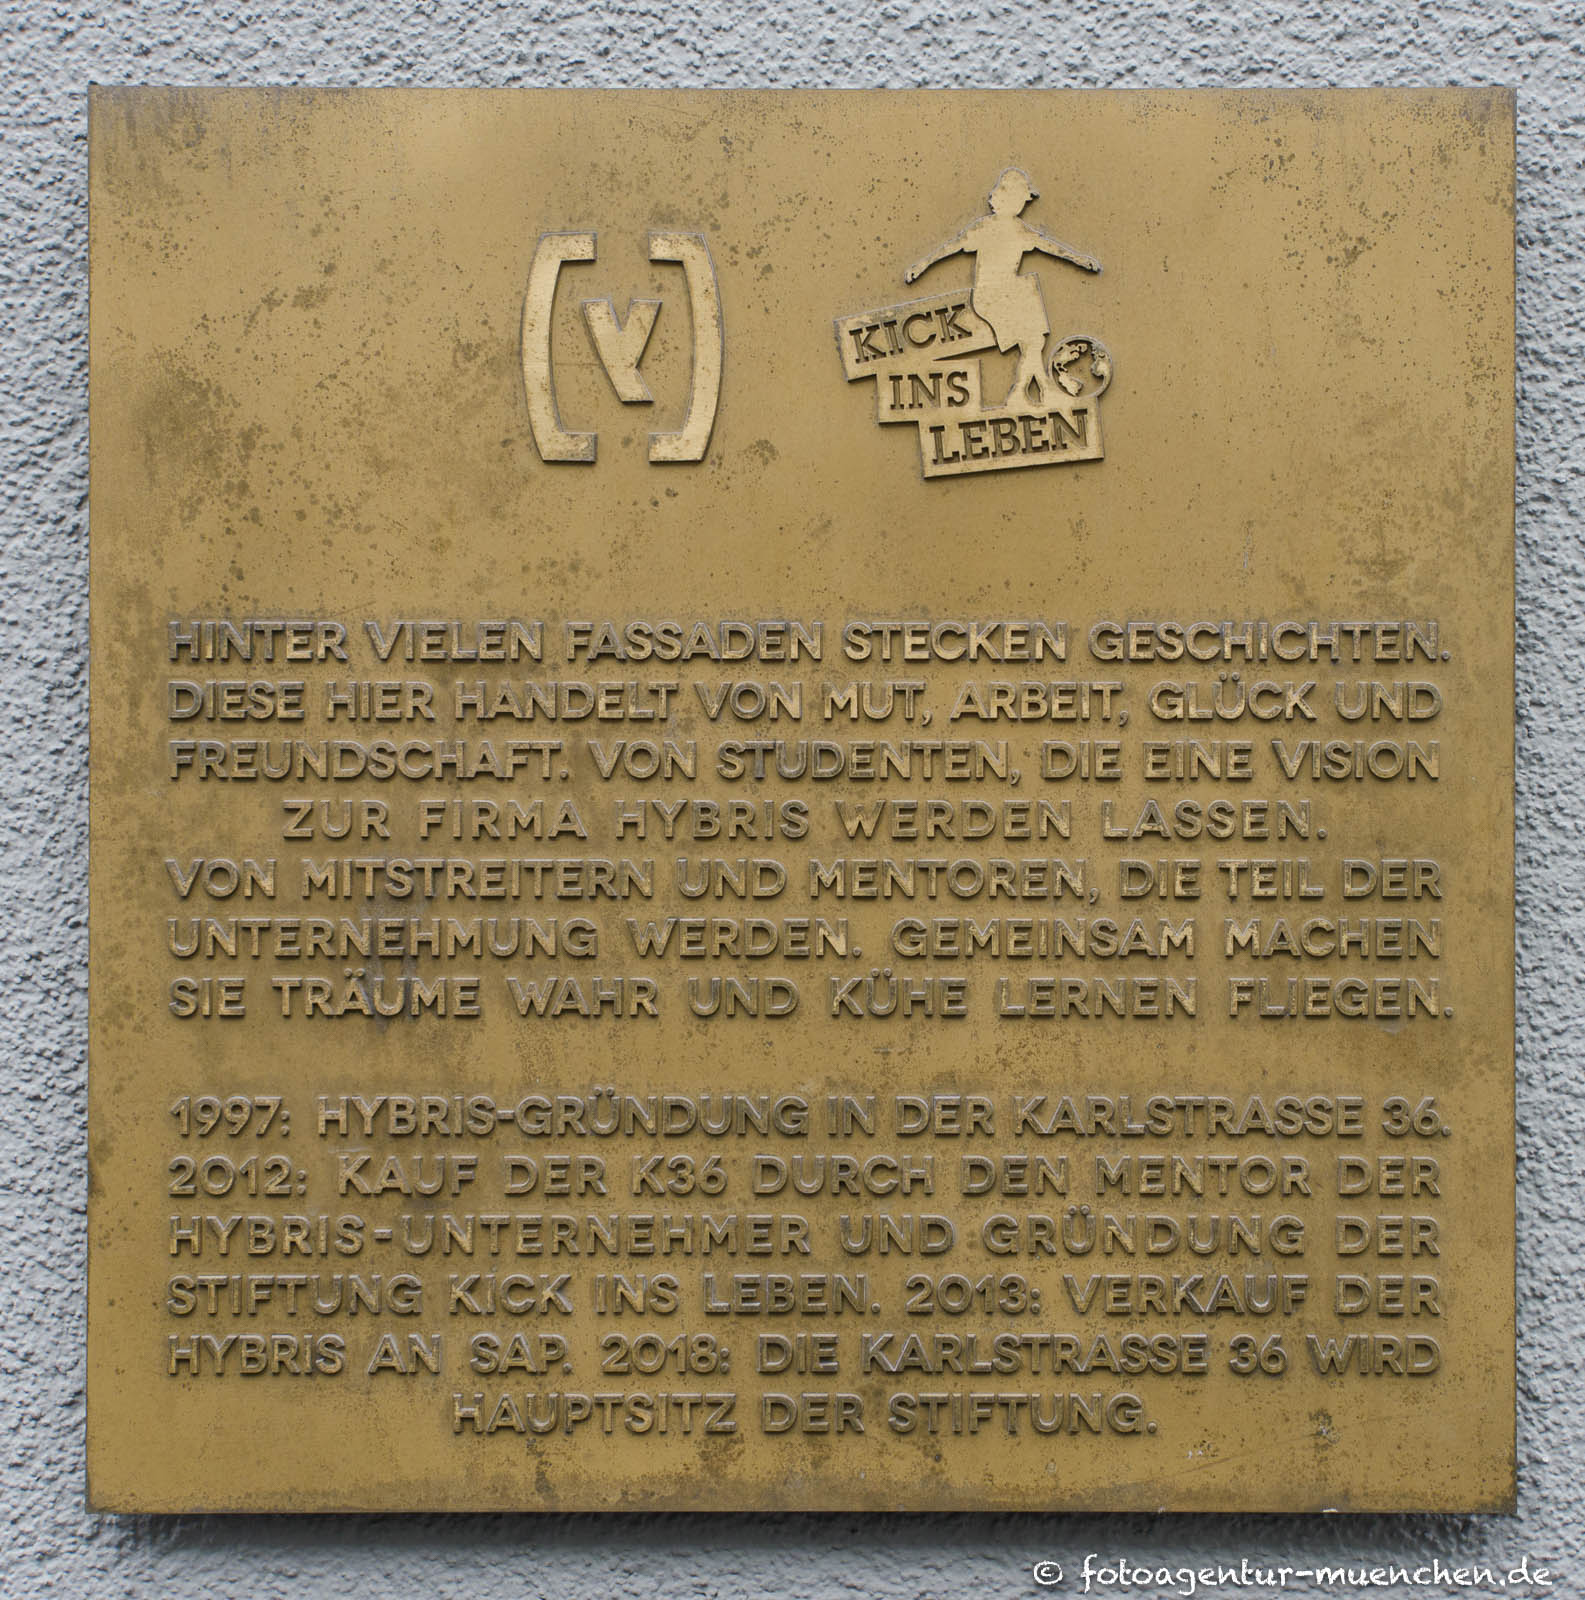 (Y)
KICK
INS
LEBEN
HINTER VIELEN FASSADEN STECKEN GESCHICHTEN.
DIESE HIER HANDELT VON MUT, ARBEIT, GLÜCK UND
FREUNDSCHAFT. VON STUDENTEN, DIE EINE VISION
ZUR FIRMA HYBRIS WERDEN LASSEN.
VON MITSTREITERN UND MENTOREN, DIE TEIL DER
UNTERNEHMUNG WERDEN. GEMEINSAM MACHEN
SIE TRÄUME WAHR UND KÜHE LERNEN FLIEGEN.
1997: HYBRIS-GRÜNDUNG IN DER KARLSTRASSE 36.
2012: KAUF DER K36 DURCH DEN MENTOR DER
HYBRIS-UNTERNEHMER UND GRÜNDUNG DER
STIFTUNG KICK INS LEBEN. 2013: VERKAUF DER
HYBRIS AN SAP. 2018: DIE KARLSTRASSE 36 WIRD
HAUPTSITZ DER STIFTUNG.
© fotoagentur-muenchen.de